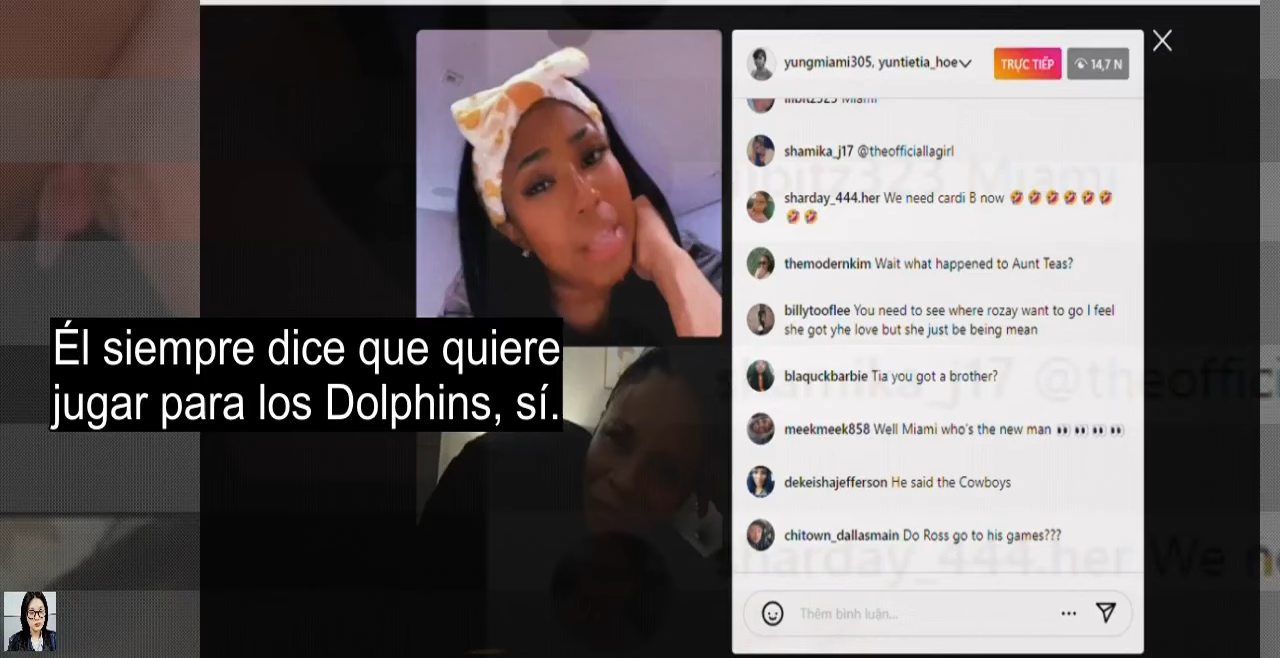 yungmiami305, yuntietia_hoe
TRỰC TIẾP
14,7 N
lilbitz323 Miami
shamika_j17 @theofficiallagirl
sharday_444.her We need cardi B now 🤣🤣🤣🤣🤣🤣
🤣🤣
themodernkim Wait what happened to Aunt Teas?
billytooflee You need to see where rozay want to go I feel
she got yhe love but she just be being mean
blaquckbarbie Tia you got a brother?
meekmeek858 Well Miami who's the new man 👀👀👀👀
dekeishajefferson He said the Cowboys
chitown_dallasmain Do Ross go to his games???
Thêm bình luận...
Él siempre dice que quiere
jugar para los Dolphins, sí.